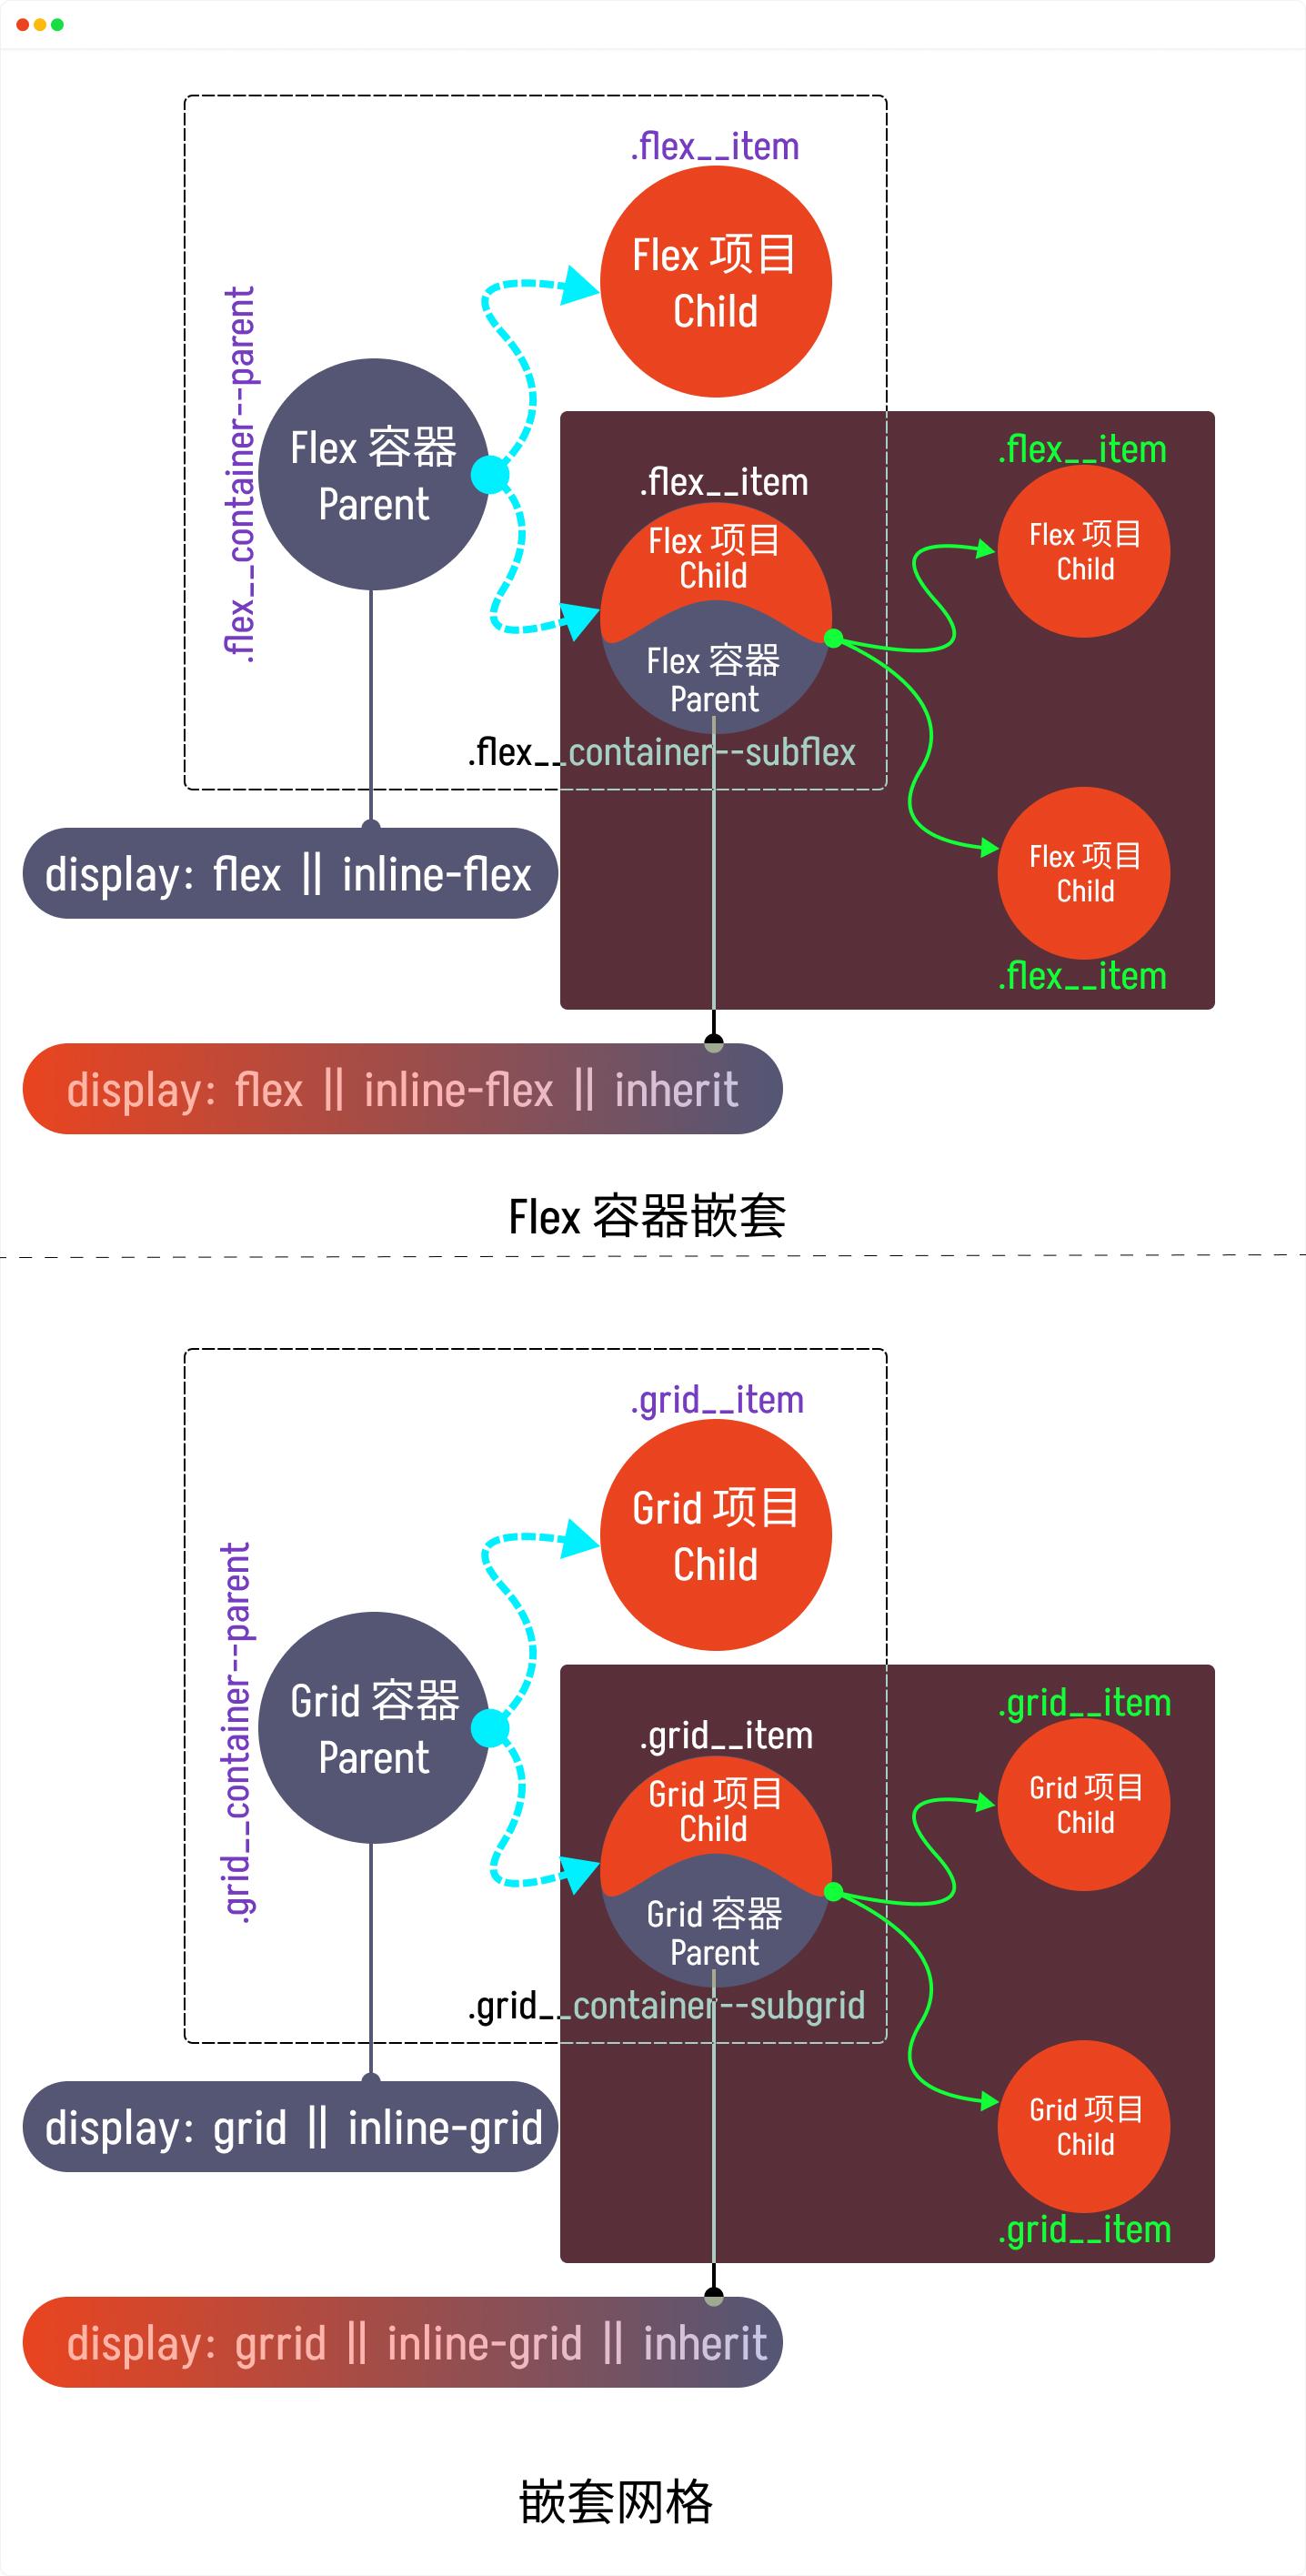 .flex__item
Flex 项目
Child
.flex__container--parent
Flex 容器
Parent
.flex__item
Flex 项目
Child
Flex 容器
Parent
.flex__container--subflex
.flex__item
Flex 项目
Child
Flex 项目
Child
.flex__item
display: flex || inline-flex
display: flex || inline-flex || inherit
Flex 容器嵌套
.grid__item
Grid 项目
Child
.grid__container--parent
Grid 容器
Parent
.grid__item
Grid 项目
Child
Grid 容器
Parent
.grid__container--subgrid
.grid__item
Grid 项目
Child
Grid 项目
Child
.grid__item
display: grid || inline-grid
display: grrid || inline-grid || inherit
嵌套网格